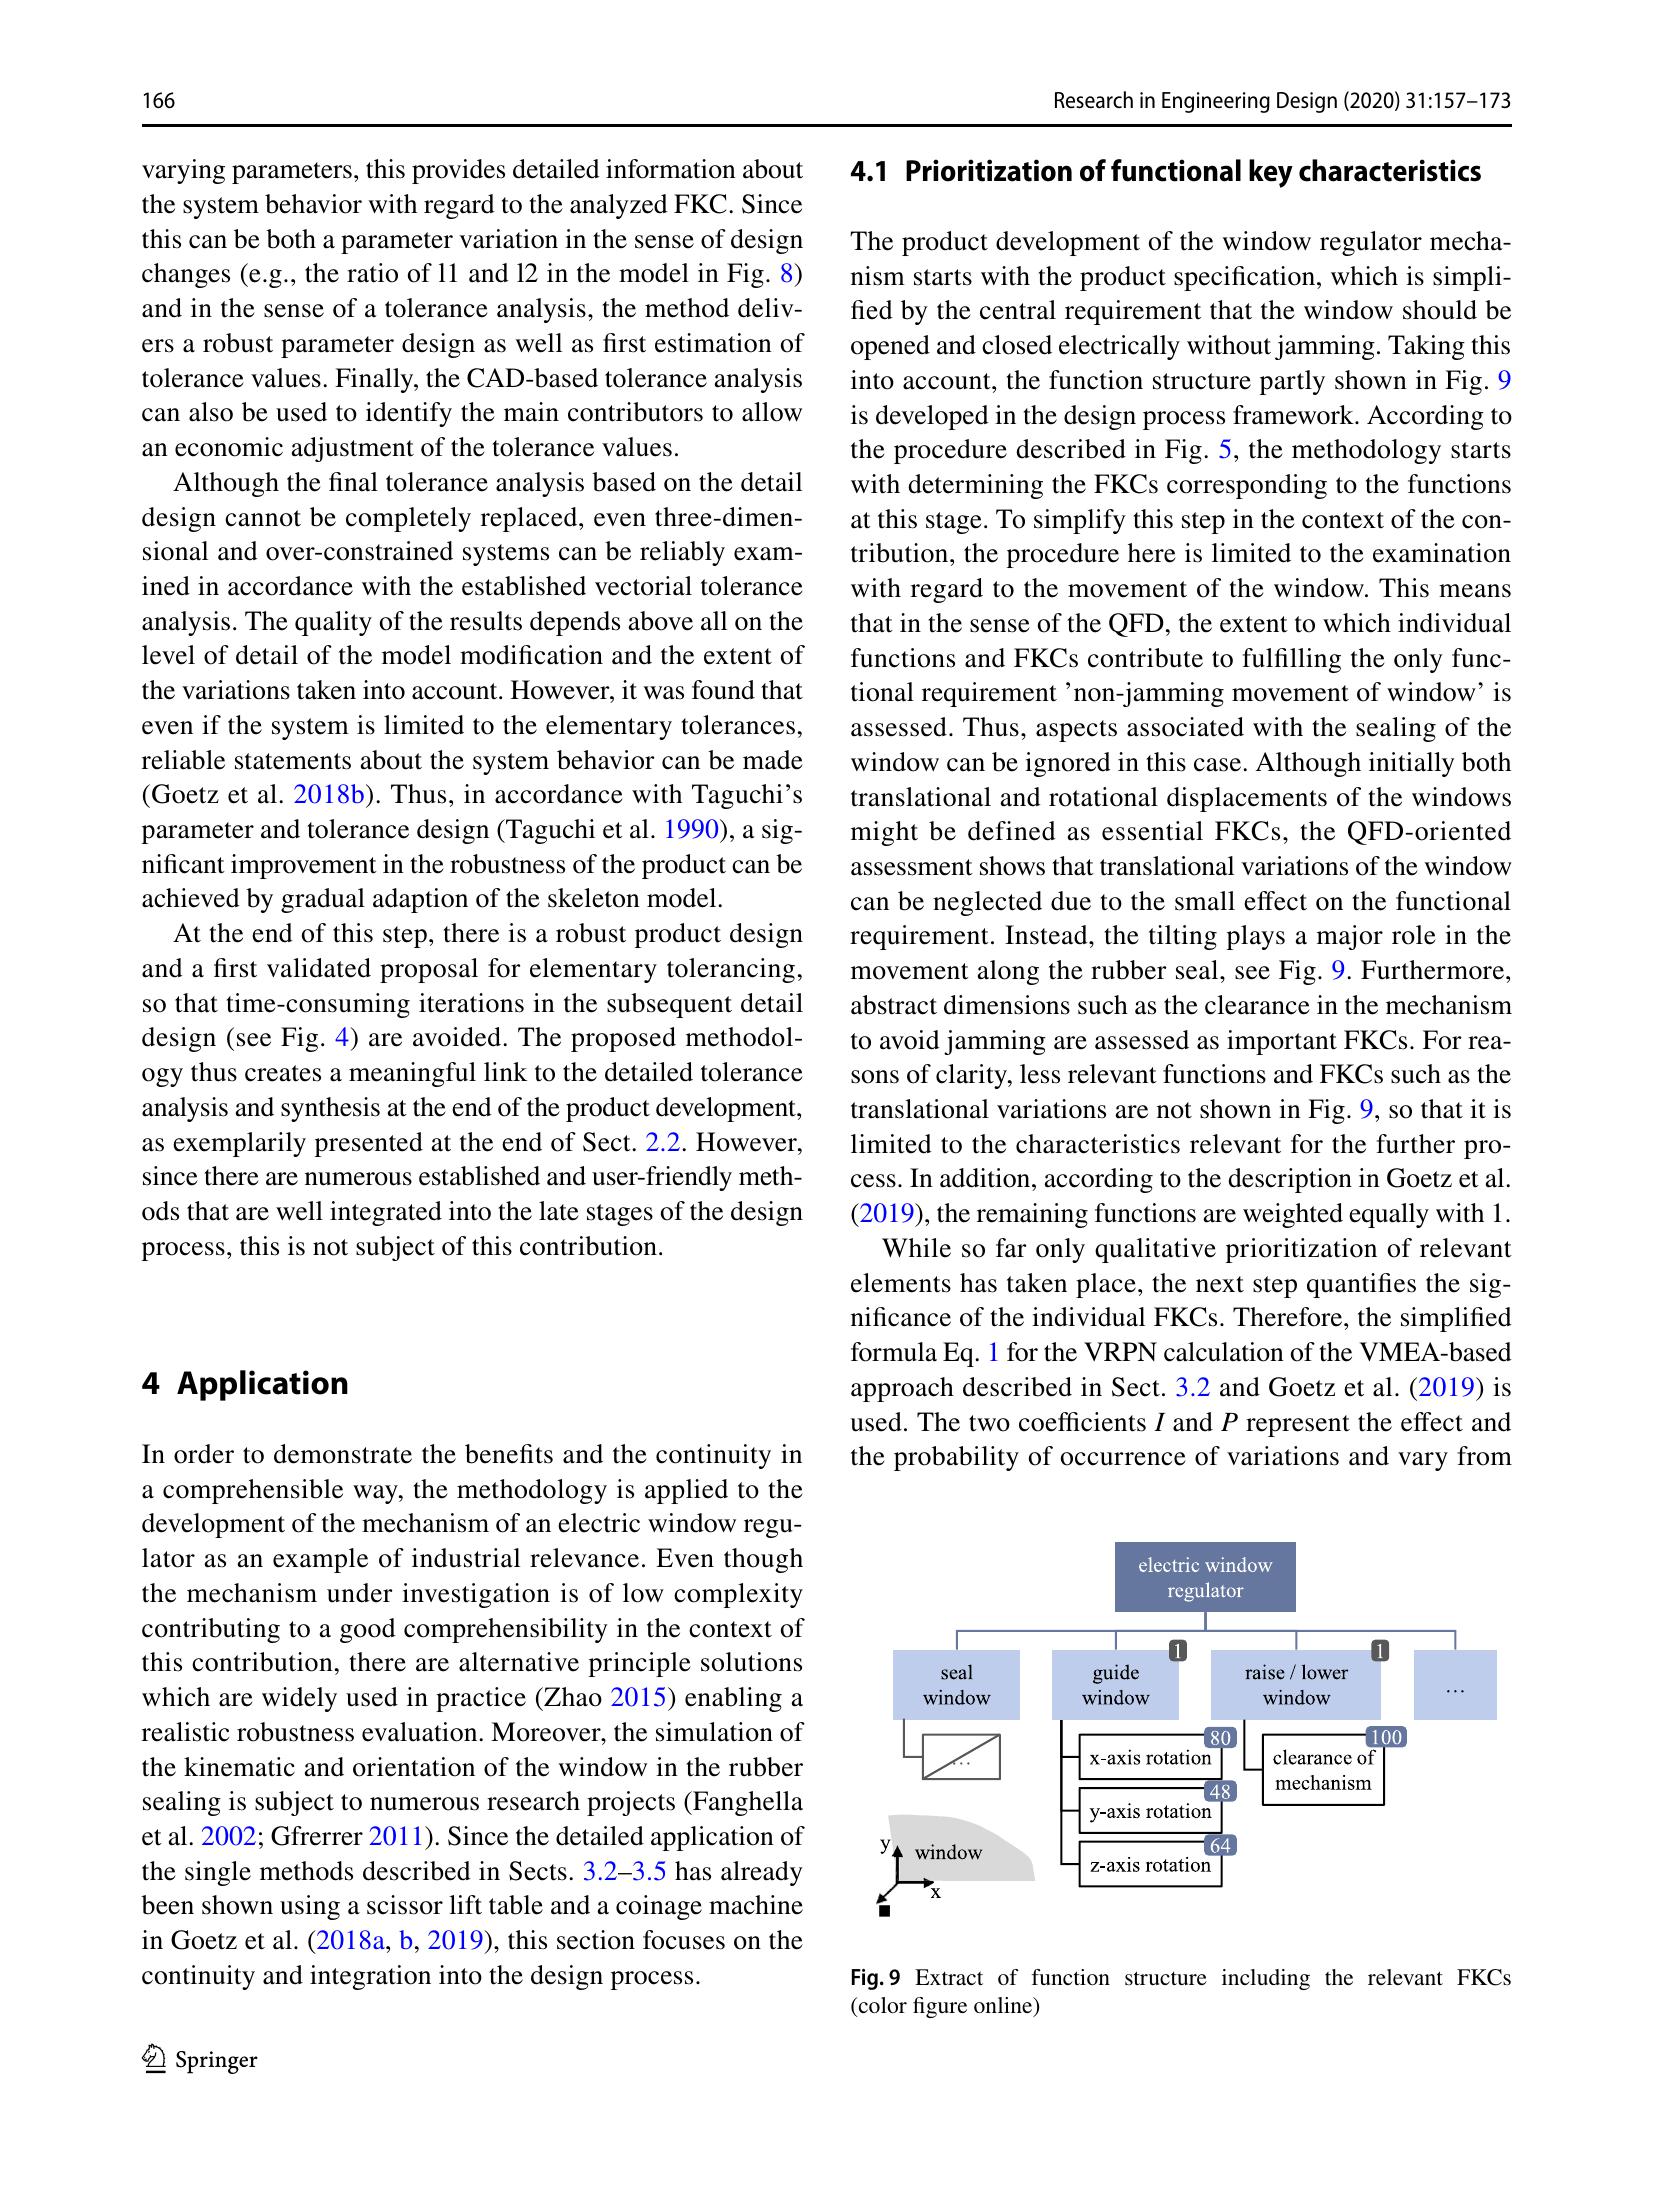 166
Research in Engineering Design (2020) 31:157–173
varying parameters, this provides detailed information about
the system behavior with regard to the analyzed FKC. Since
this can be both a parameter variation in the sense of design
changes (e.g., the ratio of l1 and l2 in the model in Fig. 8)
and in the sense of a tolerance analysis, the method deliv-
ers a robust parameter design as well as first estimation of
tolerance values. Finally, the CAD-based tolerance analysis
can also be used to identify the main contributors to allow
an economic adjustment of the tolerance values.
Although the final tolerance analysis based on the detail
design cannot be completely replaced, even three-dimen-
sional and over-constrained systems can be reliably exam-
ined in accordance with the established vectorial tolerance
analysis. The quality of the results depends above all on the
level of detail of the model modification and the extent of
the variations taken into account. However, it was found that
even if the system is limited to the elementary tolerances,
reliable statements about the system behavior can be made
(Goetz et al. 2018b). Thus, in accordance with Taguchi's
parameter and tolerance design (Taguchi et al. 1990), a sig-
nificant improvement in the robustness of the product can be
achieved by gradual adaption of the skeleton model.
At the end of this step, there is a robust product design
and a first validated proposal for elementary tolerancing,
so that time-consuming iterations in the subsequent detail
design (see Fig. 4) are avoided. The proposed methodol-
ogy thus creates a meaningful link to the detailed tolerance
analysis and synthesis at the end of the product development,
as exemplarily presented at the end of Sect. 2.2. However,
since there are numerous established and user-friendly meth-
ods that are well integrated into the late stages of the design
process, this is not subject of this contribution.
4 Application
In order to demonstrate the benefits and the continuity in
a comprehensible way, the methodology is applied to the
development of the mechanism of an electric window regu-
lator as an example of industrial relevance. Even though
the mechanism under investigation is of low complexity
contributing to a good comprehensibility in the context of
this contribution, there are alternative principle solutions
which are widely used in practice (Zhao 2015) enabling a
realistic robustness evaluation. Moreover, the simulation of
the kinematic and orientation of the window in the rubber
sealing is subject to numerous research projects (Fanghella
et al. 2002; Gfrerrer 2011). Since the detailed application of
the single methods described in Sects. 3.2–3.5 has already
been shown using a scissor lift table and a coinage machine
in Goetz et al. (2018a, b, 2019), this section focuses on the
continuity and integration into the design process.
4.1 Prioritization of functional key characteristics
The product development of the window regulator mecha-
nism starts with the product specification, which is simpli-
fied by the central requirement that the window should be
opened and closed electrically without jamming. Taking this
into account, the function structure partly shown in Fig. 9
is developed in the design process framework. According to
the procedure described in Fig. 5, the methodology starts
with determining the FKCs corresponding to the functions
at this stage. To simplify this step in the context of the con-
tribution, the procedure here is limited to the examination
with regard to the movement of the window. This means
that in the sense of the QFD, the extent to which individual
functions and FKCs contribute to fulfilling the only func-
tional requirement 'non-jamming movement of window' is
assessed. Thus, aspects associated with the sealing of the
window can be ignored in this case. Although initially both
translational and rotational displacements of the windows
might be defined as essential FKCs, the QFD-oriented
assessment shows that translational variations of the window
can be neglected due to the small effect on the functional
requirement. Instead, the tilting plays a major role in the
movement along the rubber seal, see Fig. 9. Furthermore,
abstract dimensions such as the clearance in the mechanism
to avoid jamming are assessed as important FKCs. For rea-
sons of clarity, less relevant functions and FKCs such as the
translational variations are not shown in Fig. 9, so that it is
limited to the characteristics relevant for the further pro-
cess. In addition, according to the description in Goetz et al.
(2019), the remaining functions are weighted equally with 1.
While so far only qualitative prioritization of relevant
elements has taken place, the next step quantifies the sig-
nificance of the individual FKCs. Therefore, the simplified
formula Eq. 1 for the VRPN calculation of the VMEA-based
approach described in Sect. 3.2 and Goetz et al. (2019) is
used. The two coefficients I and P represent the effect and
the probability of occurrence of variations and vary from
electric window
regulator
seal
window
...
guide
window
1
x-axis rotation
80
y-axis rotation
48
z-axis rotation
64
raise / lower
window
1
clearance of
mechanism
100
...
y
window
x
Fig. 9 Extract of function structure including the relevant FKCs
(color figure online)
Springer